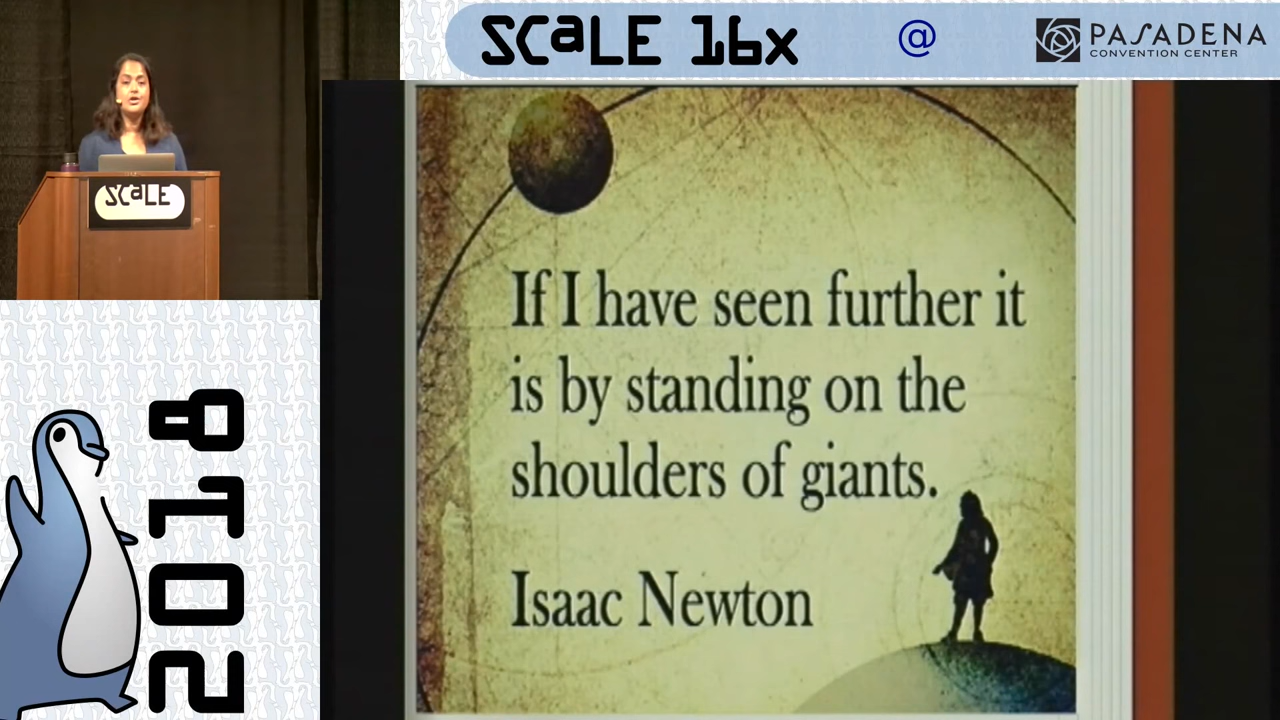 SCaLE 16x
@
PASADENA
CONVENTION CENTER
SCaLE
If I have seen further it
is by standing on the
shoulders of giants.
Isaac Newton
2018